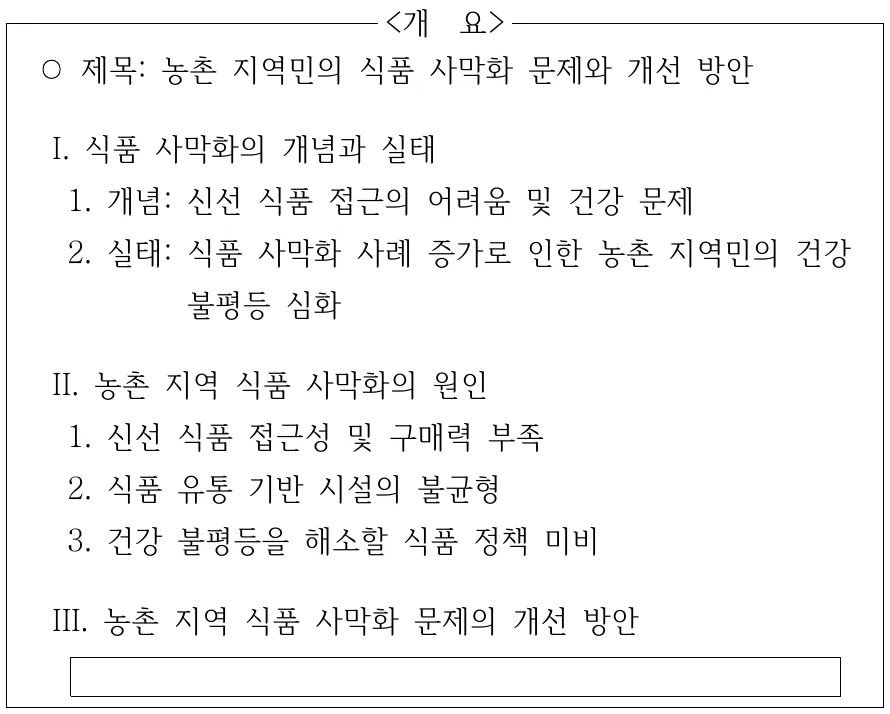 <개 요>
○ 제목: 농촌 지역민의 식품 사막화 문제와 개선 방안
Ⅰ. 식품 사막화의 개념과 실태
1. 개념: 신선 식품 접근의 어려움 및 건강 문제
2. 실태: 식품 사막화 사례 증가로 인한 농촌 지역민의 건강
불평등 심화
Ⅱ. 농촌 지역 식품 사막화의 원인
1. 신선 식품 접근성 및 구매력 부족
2. 식품 유통 기반 시설의 불균형
3. 건강 불평등을 해소할 식품 정책 미비
Ⅲ. 농촌 지역 식품 사막화 문제의 개선 방안